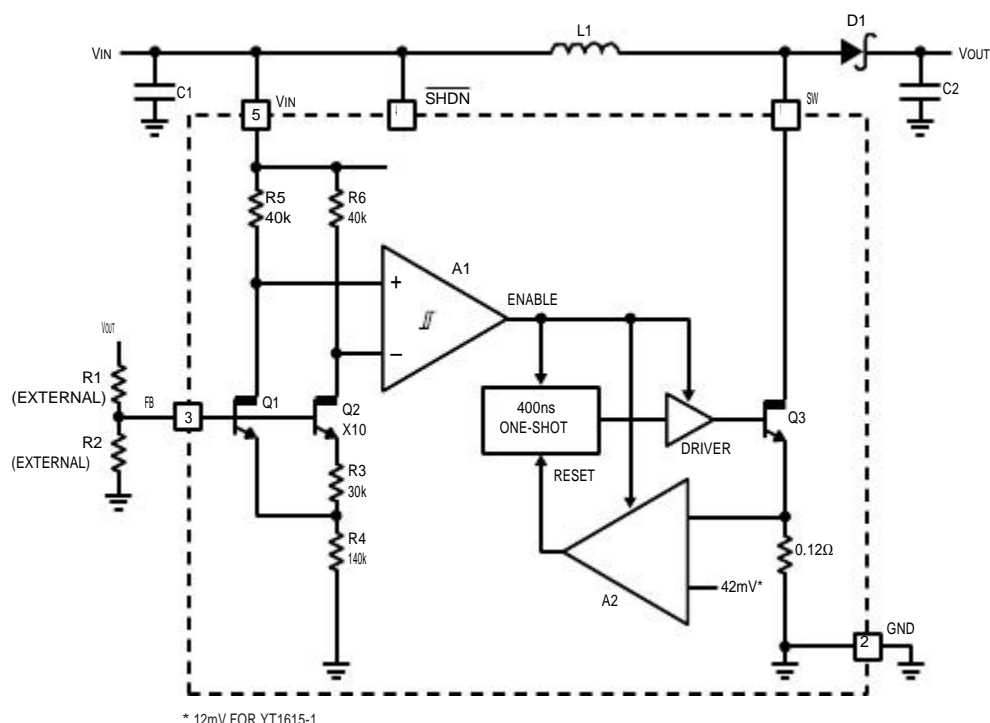 L1
D1
VIN
VOUT
C1
VIN
SHDN
SW
C2
5
R5
40k
R6
40k
A1
+
ENABLE
−
VOUT
R1
(EXTERNAL)
FB
3
Q1
Q2
X10
400ns
ONE-SHOT
Q3
DRIVER
R2
(EXTERNAL)
RESET
R3
30k
R4
140k
0.12Ω
42mV*
A2
2
GND
* 12mV FOR YT1615-1